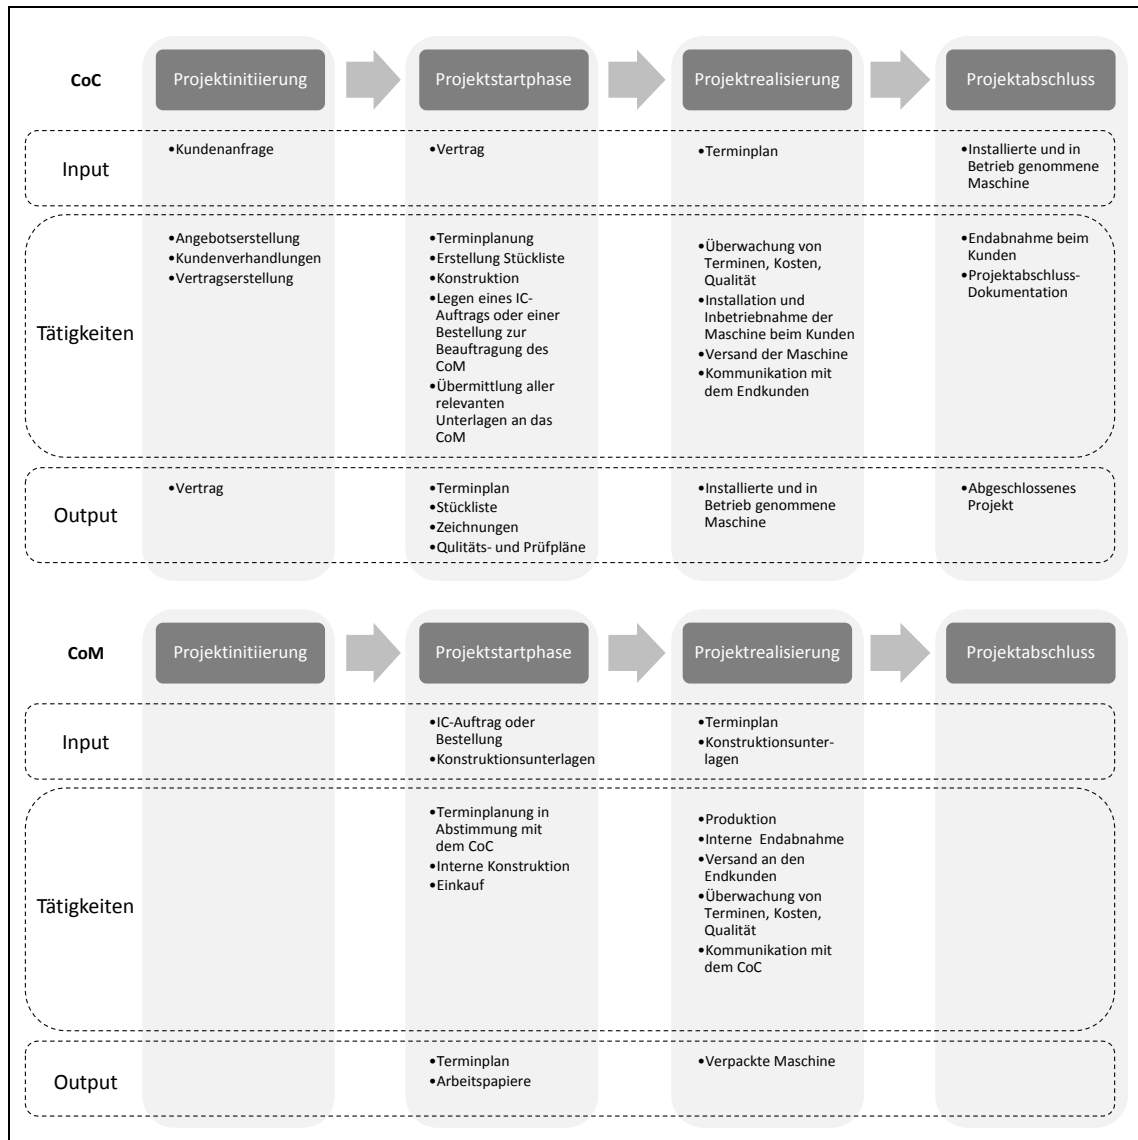 CoC
Projektinitiierung
Projektstartphase
Projektrealisierung
Projektabschluss
Input
•Kundenanfrage
•Vertrag
•Terminplan
•Installierte und in
Betrieb genommene
Maschine
Tätigkeiten
•Angebotserstellung
•Kundenverhandlungen
•Vertragserstellung
•Terminplanung
•Erstellung Stückliste
•Konstruktion
•Legen eines IC-
Auftrags oder einer
Bestellung zur
Beauftragung des
CoM
•Übermittlung aller
relevanten
Unterlagen an das
CoM
•Überwachung von
Terminen, Kosten,
Qualität
•Installation und
Inbetriebnahme der
Maschine beim Kunden
•Versand der Maschine
•Kommunikation mit
dem Endkunden
•Endabnahme beim
Kunden
•Projektabschluss-
Dokumentation
Output
•Vertrag
•Terminplan
•Stückliste
•Zeichnungen
•Qulitäts- und Prüfpläne
•Installierte und in
Betrieb genommene
Maschine
•Abgeschlossenes
Projekt
CoM
Projektinitiierung
Projektstartphase
Projektrealisierung
Projektabschluss
Input
•IC-Auftrag oder
Bestellung
•Konstruktionsunterlagen
•Terminplan
•Konstruktionsunter-
lagen
Tätigkeiten
•Terminplanung in
Abstimmung mit
dem CoC
•Interne Konstruktion
•Einkauf
•Produktion
•Interne Endabnahme
•Versand an den
Endkunden
•Überwachung von
Terminen, Kosten,
Qualität
•Kommunikation mit
dem CoC
Output
•Terminplan
•Arbeitspapiere
•Verpackte Maschine